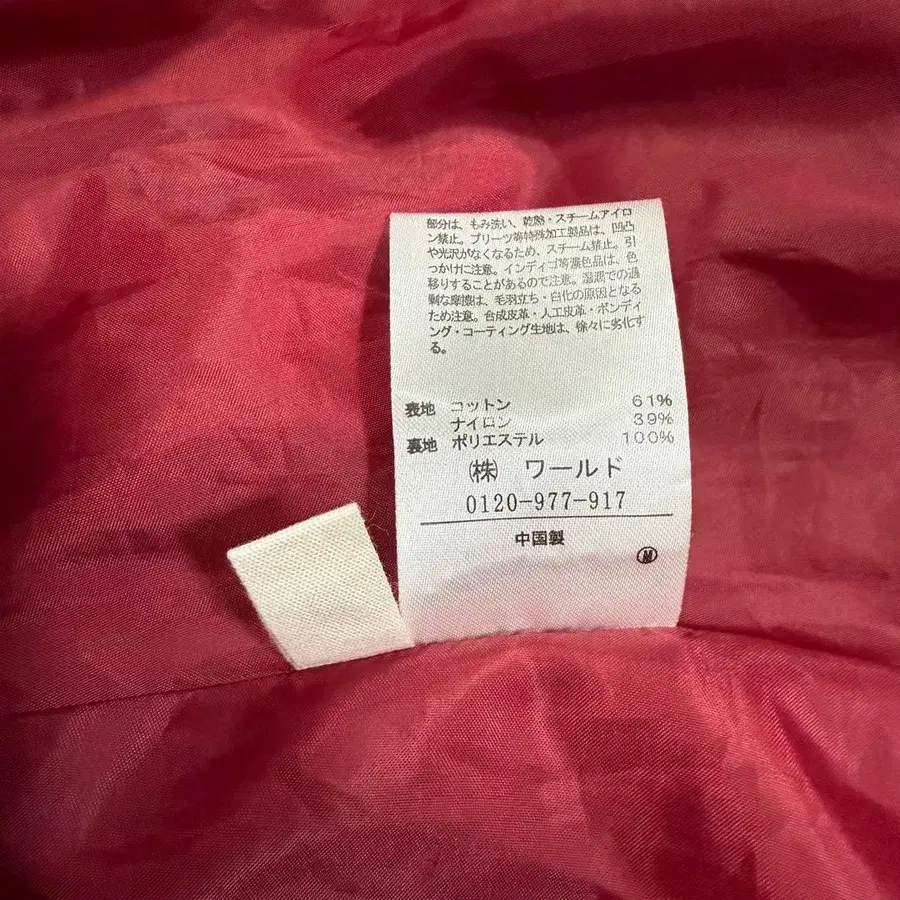 部分は、もみ洗い、乾熱・スチームアイロ
ン禁止。プリーツ等特殊加工製品は、凹凸
や光沢がなくなるため、スチーム禁止。引
っかけに注意。インディゴ等濃色品は、色
移りすることがあるので注意。湿潤での過
剰な摩擦は、毛羽立ち・白化の原因となる
ため注意。合成皮革・人工皮革・ボンディ
ング・コーティング生地は、徐々に劣化す
る。
表地 コットン 61%
ナイロン 39%
裏地 ポリエステル 100%
㈱ ワールド
0120-977-917
中国製
Ⓜ